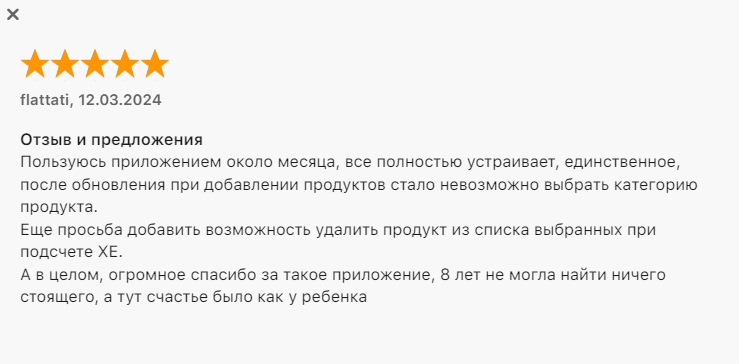 flattati, 12.03.2024
Отзыв и предложения
Пользуюсь приложением около месяца, все полностью устраивает, единственное,
после обновления при добавлении продуктов стало невозможно выбрать категорию
продукта.
Еще просьба добавить возможность удалить продукт из списка выбранных при
подсчете ХЕ.
А в целом, огромное спасибо за такое приложение, 8 лет не могла найти ничего
стоящего, а тут счастье было как у ребенка